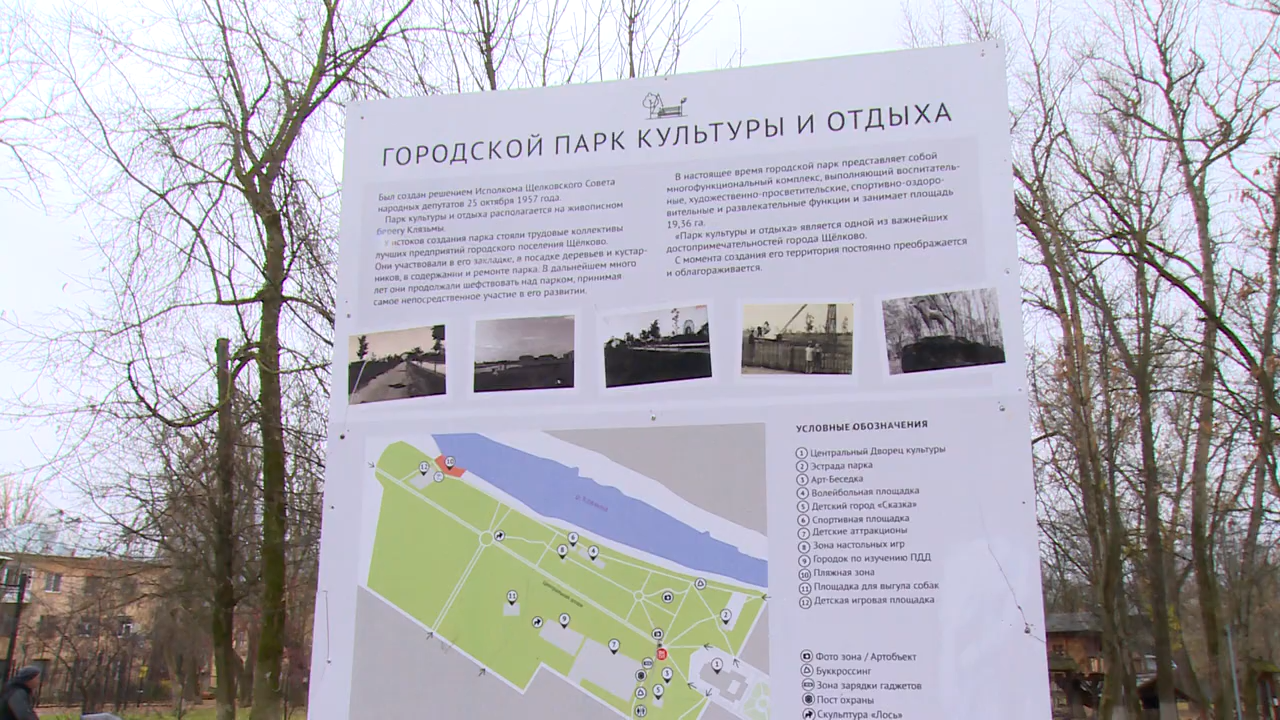 ГОРОДСКОЙ ПАРК КУЛЬТУРЫ И ОТДЫХА
Был создан решением Исполкома Щелковского Совета
народных депутатов 25 октября 1957 года.
Парк культуры и отдыха располагается на живописном
берегу Клязьмы.
У истоков создания парка стояли трудовые коллективы
лучших предприятий городского поселения Щёлково.
Они участвовали в его закладке, в посадке деревьев и кустар-
ников, в содержании и ремонте парка. В дальнейшем много
лет они продолжали шефствовать над парком, принимая
самое непосредственное участие в его развитии.
В настоящее время городской парк представляет собой
многофункциональный комплекс, выполняющий воспитатель-
ные, художественно-просветительские, спортивно-оздоро-
вительные и развлекательные функции и занимает площадь
19,36 га.
«Парк культуры и отдыха» является одной из важнейших
достопримечательностей города Щёлково.
С момента создания его территория постоянно преображается
и облагораживается.
УСЛОВНЫЕ ОБОЗНАЧЕНИЯ
1 Центральный Дворец культуры
2 Эстрада парка
3 Арт-Беседка
4 Волейбольная площадка
5 Детский город «Сказка»
6 Спортивная площадка
7 Детские аттракционы
8 Зона настольных игр
9 Городок по изучению ПДД
10 Пляжная зона
11 Площадка для выгула собак
12 Детская игровая площадка
Фото зона / Артобъект
Буккроссинг
Зона зарядки гаджетов
Пост охраны
Скульптура «Лось»
12
10
4
11
9
7
2
1